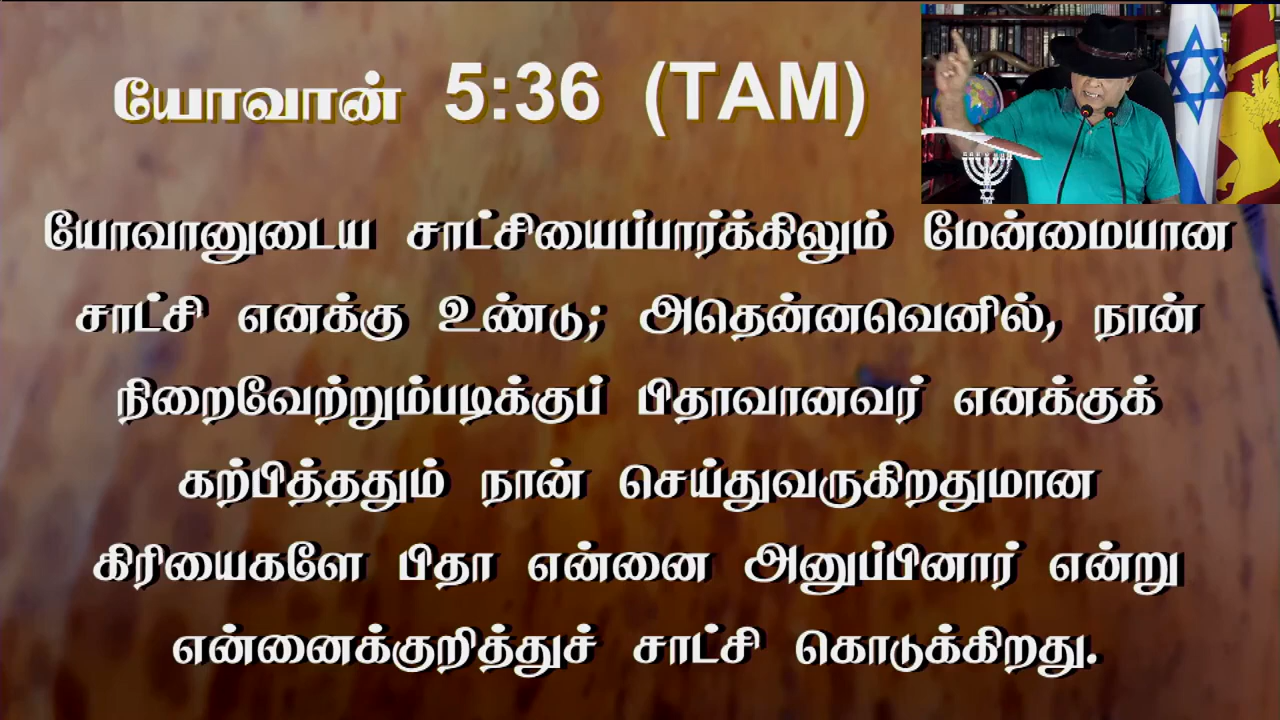 யோவான் 5:36 (TAM)
யோவானுடைய சாட்சியைப்பார்க்கிலும் மேன்மையான
சாட்சி எனக்கு உண்டு; அதென்னவெனில், நான்
நிறைவேற்றும்படிக்குப் பிதாவானவர் எனக்குக்
கற்பித்ததும் நான் செய்துவருகிறதுமான
கிரியைகளே பிதா என்னை அனுப்பினார் என்று
என்னைக்குறித்துச் சாட்சி கொடுக்கிறது.